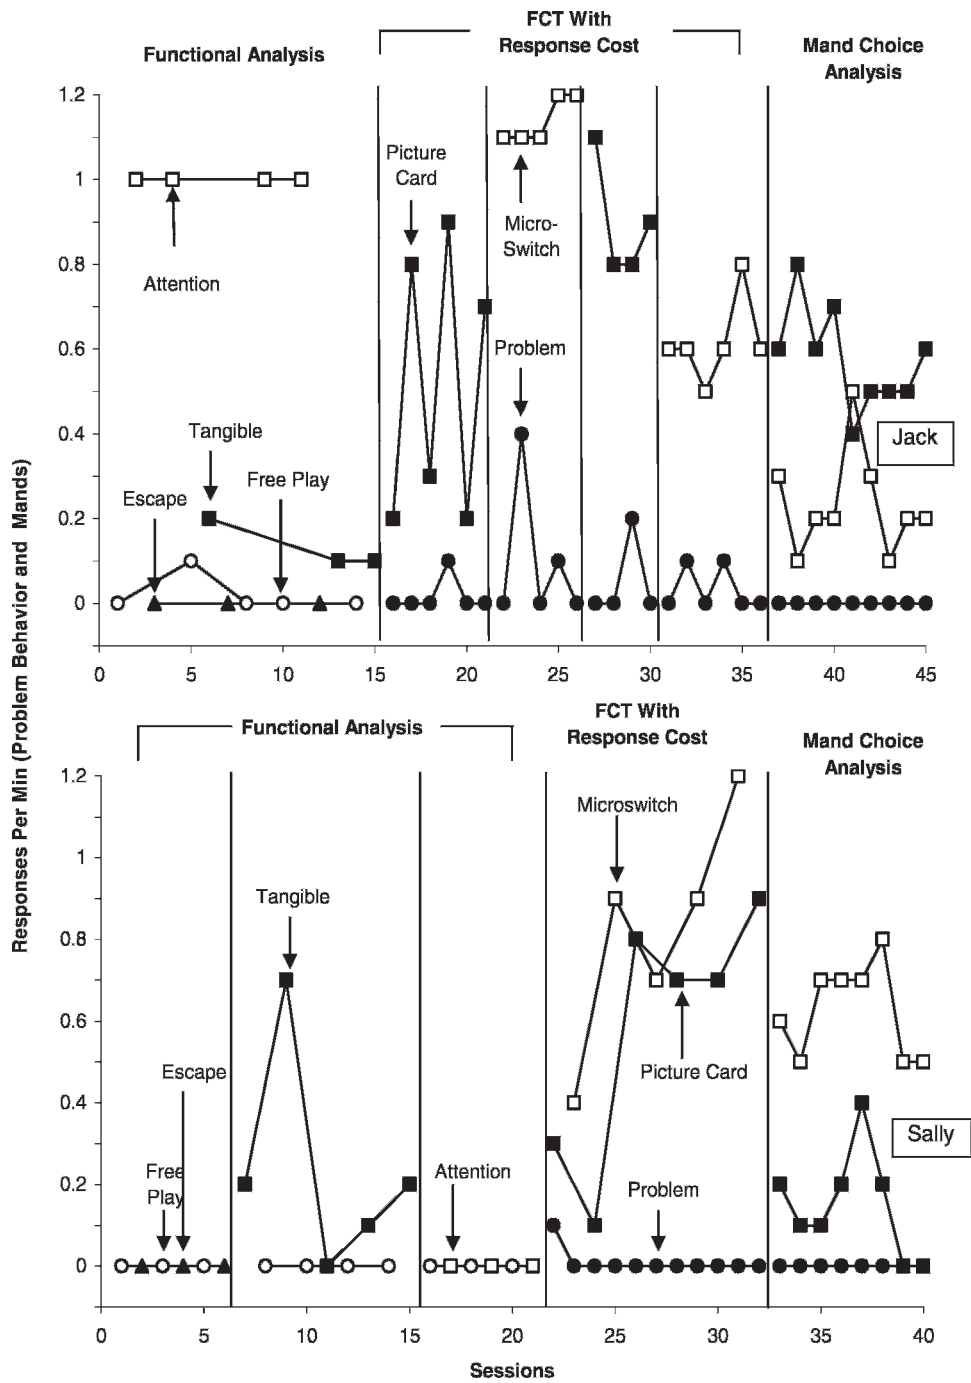 FCT With
Response Cost
Functional Analysis
Mand Choice
Analysis
1.2
1
0.8
0.6
0.4
0.2
0
Picture
Card
Micro-
Switch
Attention
Problem
Tangible
Free Play
Escape
Jack
0 5 10 15 20 25 30 35 40 45
Responses Per Min (Problem Behavior and Mands)
Functional Analysis
FCT With
Response Cost
Mand Choice
Analysis
1.2
1
0.8
0.6
0.4
0.2
0
Microswitch
Tangible
Escape
Picture Card
Free
Play
Attention
Problem
Sally
0 5 10 15 20 25 30 35 40
Sessions